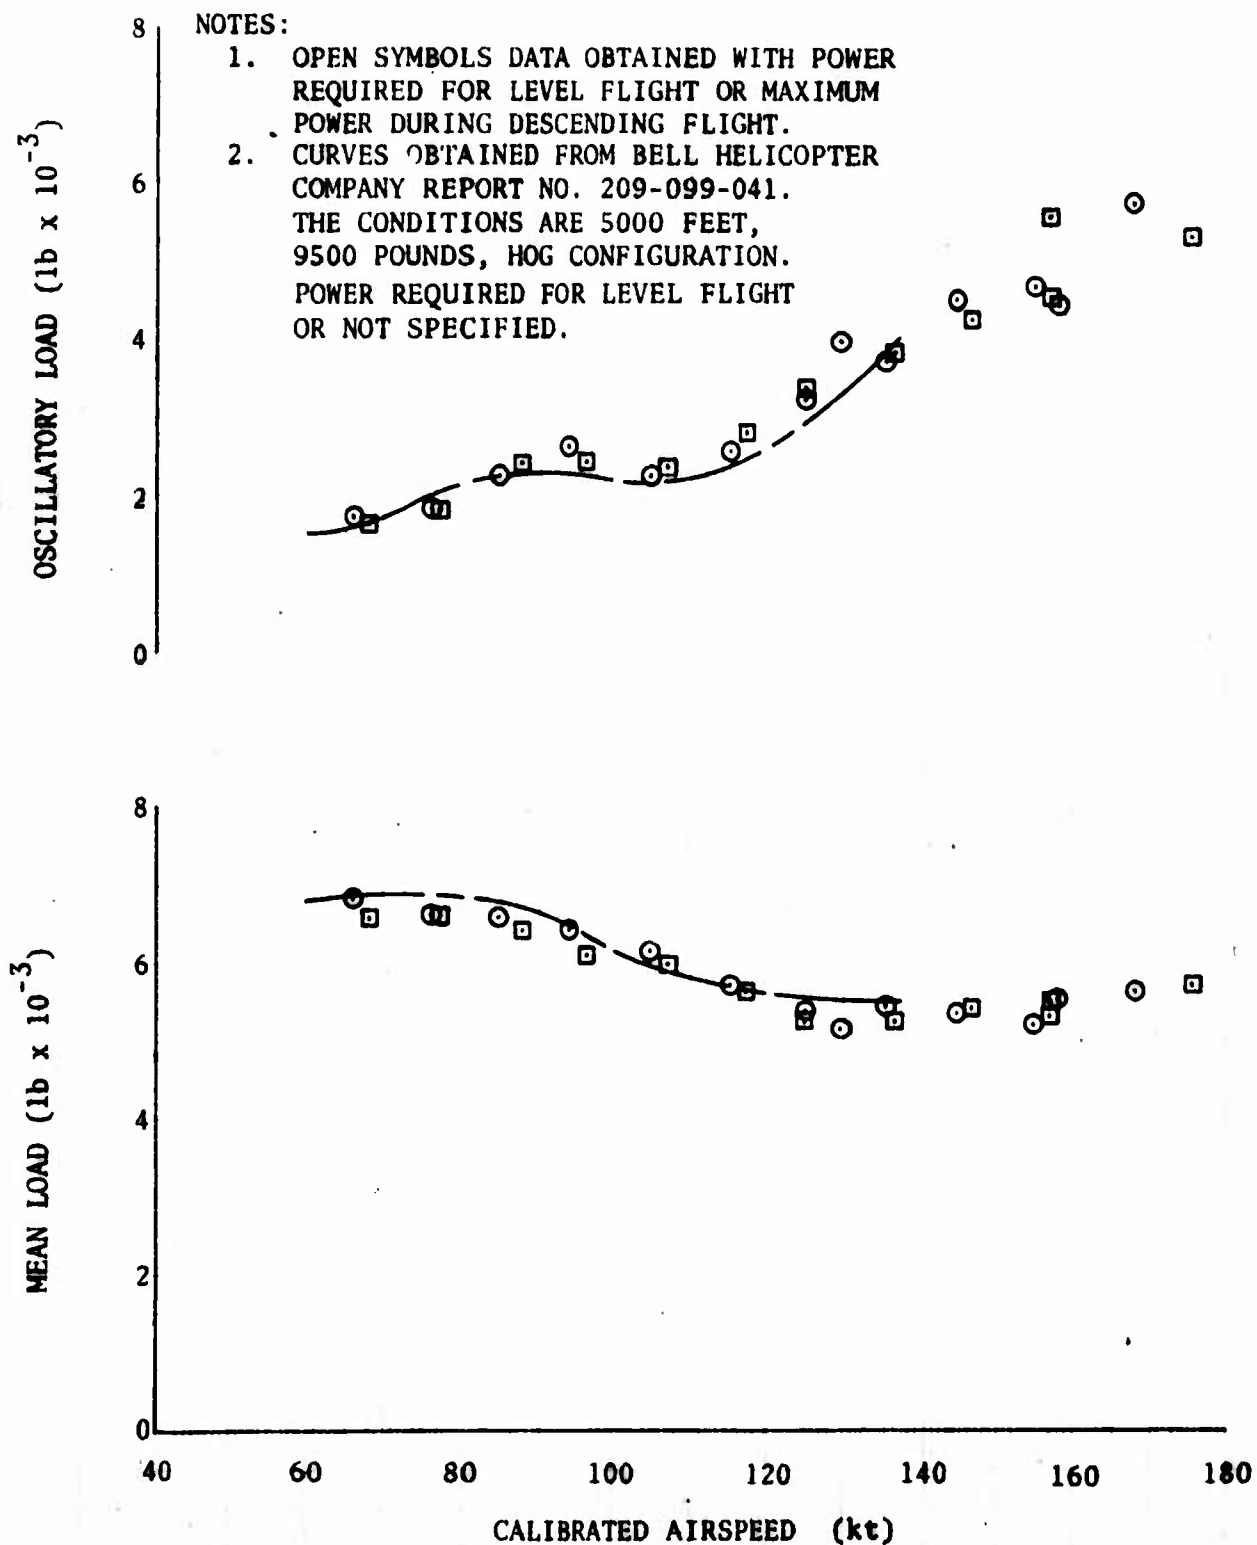 NOTES:
1. OPEN SYMBOLS DATA OBTAINED WITH POWER
REQUIRED FOR LEVEL FLIGHT OR MAXIMUM
POWER DURING DESCENDING FLIGHT.
2. CURVES OBTAINED FROM BELL HELICOPTER
COMPANY REPORT NO. 209-099-041.
THE CONDITIONS ARE 5000 FEET,
9500 POUNDS, HOG CONFIGURATION.
POWER REQUIRED FOR LEVEL FLIGHT
OR NOT SPECIFIED.
OSCILLATORY LOAD (lb x 10⁻³)
8
6
4
2
0
MEAN LOAD (lb x 10⁻³)
8
6
4
2
0
40 60 80 100 120 140 160 180
CALIBRATED AIRSPEED (kt)